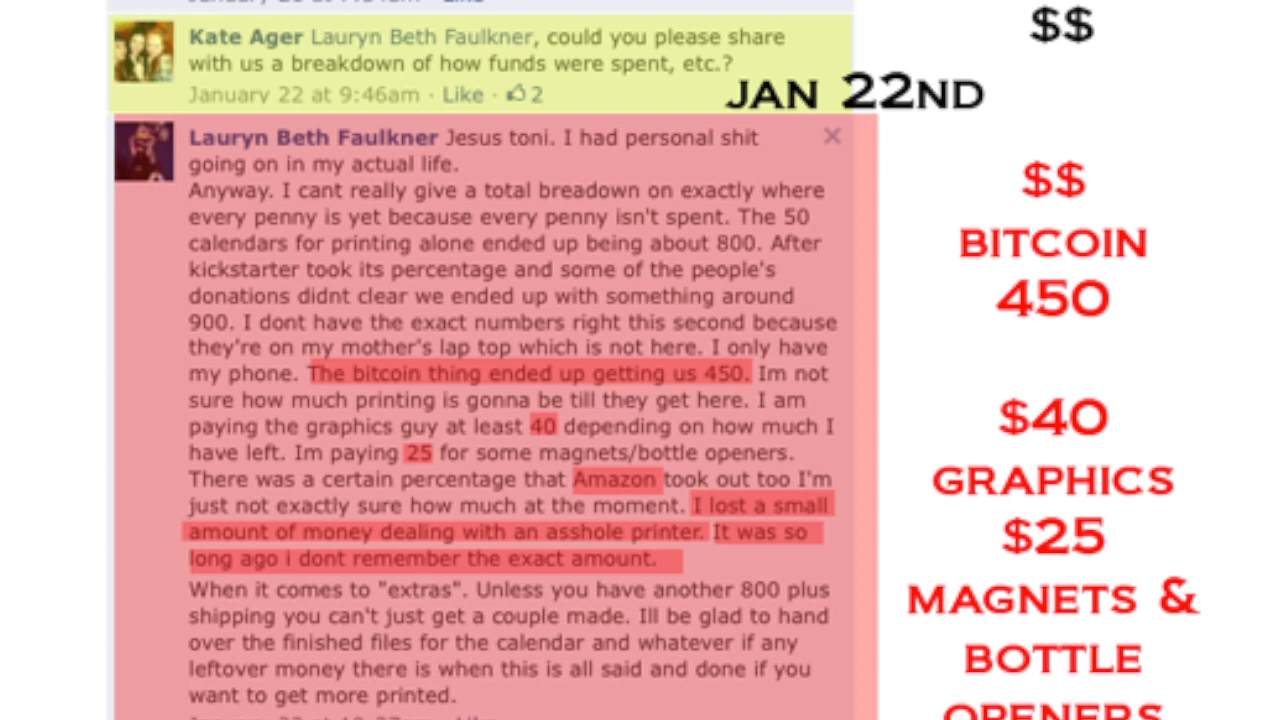 Kate Ager Lauryn Beth Faulkner, could you please share
with us a breakdown of how funds were spent, etc.?
January 22 at 9:46am · Like · 2
Lauryn Beth Faulkner Jesus toni. I had personal shit
going on in my actual life.
Anyway. I cant really give a total breadown on exactly where
every penny is yet because every penny isn't spent. The 50
calendars for printing alone ended up being about 800. After
kickstarter took its percentage and some of the people's
donations didnt clear we ended up with something around
900. I dont have the exact numbers right this second because
they're on my mother's lap top which is not here. I only have
my phone. The bitcoin thing ended up getting us 450. Im not
sure how much printing is gonna be till they get here. I am
paying the graphics guy at least 40 depending on how much I
have left. Im paying 25 for some magnets/bottle openers.
There was a certain percentage that Amazon took out too I'm
just not exactly sure how much at the moment. I lost a small
amount of money dealing with an asshole printer. It was so
long ago i dont remember the exact amount.
When it comes to "extras". Unless you have another 800 plus
shipping you can't just get a couple made. Ill be glad to hand
over the finished files for the calendar and whatever if any
leftover money there is when this is all said and done if you
want to get more printed.
$$
JAN 22ND
$$
BITCOIN
450
$40
GRAPHICS
$25
MAGNETS &
BOTTLE
OPENERS